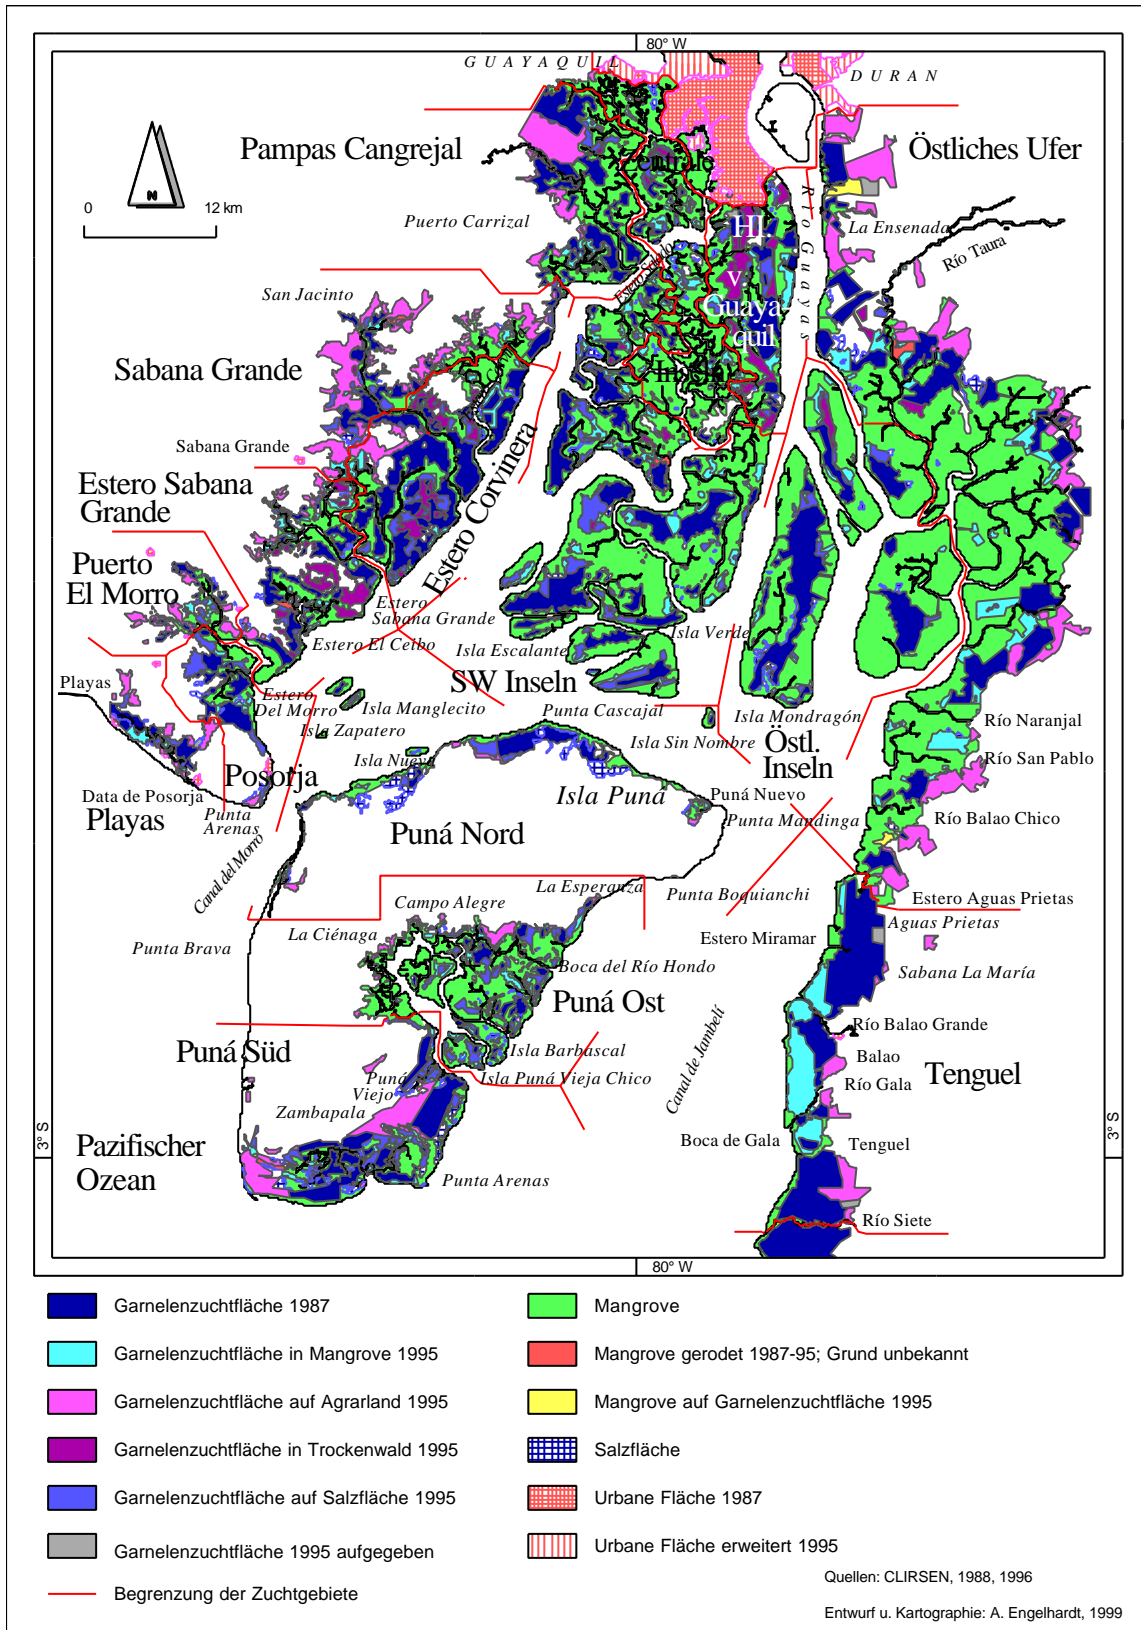 80° W
GUAYAQUIL
DURAN
Pampas Cangrejal
Östliches Ufer
Zentrale
N
0 12 km
Puerto Carrizal
Río Guayas
La Ensenada
Río Taura
HI.
v
Guaya
quil
Estero Salado
San Jacinto
Sabana Grande
Inseln
Sabana Grande
Estero Sabana
Grande
Estero Corvinera
Puerto
El Morro
Estero
Sabana Grande
Estero El Ceibo
Isla Escalante
Isla Verde
SW Inseln
Playas
Estero
Del Morro
Isla Manglecito
Isla Zapatero
Punta Cascajal
Isla Mondragón
Isla Sin Nombre
Östl.
Inseln
Río Naranjal
Río San Pablo
Isla Nueva
Posorja
Data de Posorja
Playas
Punta
Arenas
Canal del Morro
Isla Puná
Puná Nuevo
Punta Mandinga
Río Balao Chico
Puná Nord
La Esperanza
Punta Boquianchi
Estero Aguas Prietas
Campo Alegre
Aguas Prietas
La Ciénaga
Estero Miramar
Punta Brava
Boca del Río Hondo
Sabana La María
Puná Ost
Canal de Jambelí
Río Balao Grande
Puná Süd
Isla Barbascal
Balao
Isla Puná Vieja Chico
Río Gala
Tenguel
Puná
Viejo
Zambapala
3° S
3° S
Pazifischer
Ozean
Boca de Gala
Tenguel
Punta Arenas
Río Siete
80° W
Garnelenzuchtfläche 1987
Mangrove
Garnelenzuchtfläche in Mangrove 1995
Mangrove gerodet 1987-95; Grund unbekannt
Garnelenzuchtfläche auf Agrarland 1995
Mangrove auf Garnelenzuchtfläche 1995
Garnelenzuchtfläche in Trockenwald 1995
Salzfläche
Garnelenzuchtfläche auf Salzfläche 1995
Urbane Fläche 1987
Garnelenzuchtfläche 1995 aufgegeben
Urbane Fläche erweitert 1995
Begrenzung der Zuchtgebiete
Quellen: CLIRSEN, 1988, 1996
Entwurf u. Kartographie: A. Engelhardt, 1999